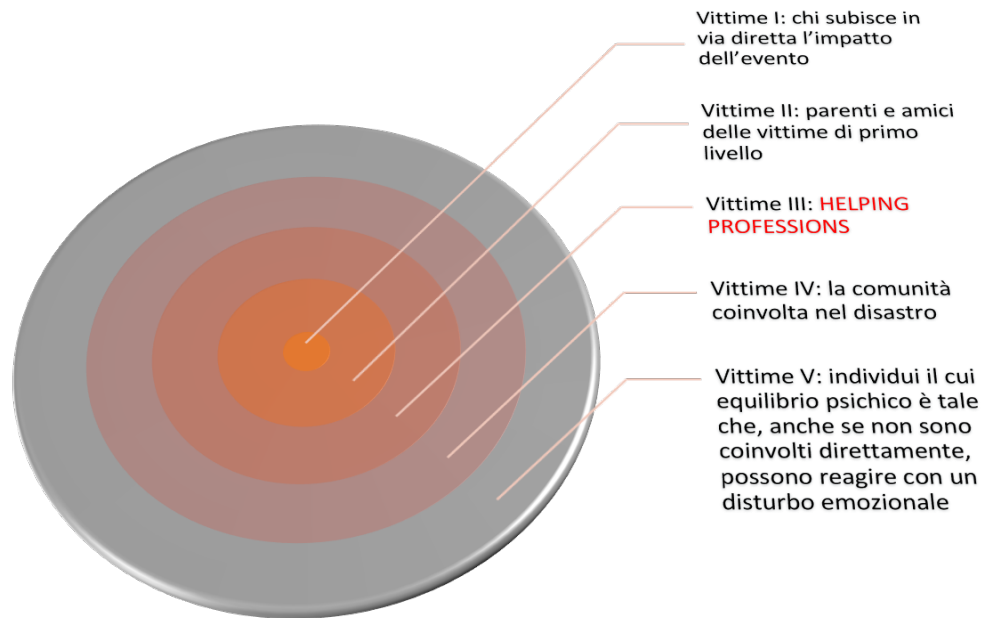 Vittime I: chi subisce in
via diretta l’impatto
dell’evento
Vittime II: parenti e amici
delle vittime di primo
livello
Vittime III: HELPING
PROFESSIONS
Vittime IV: la comunità
coinvolta nel disastro
Vittime V: individui il cui
equilibrio psichico è tale
che, anche se non sono
coinvolti direttamente,
possono reagire con un
disturbo emozionale